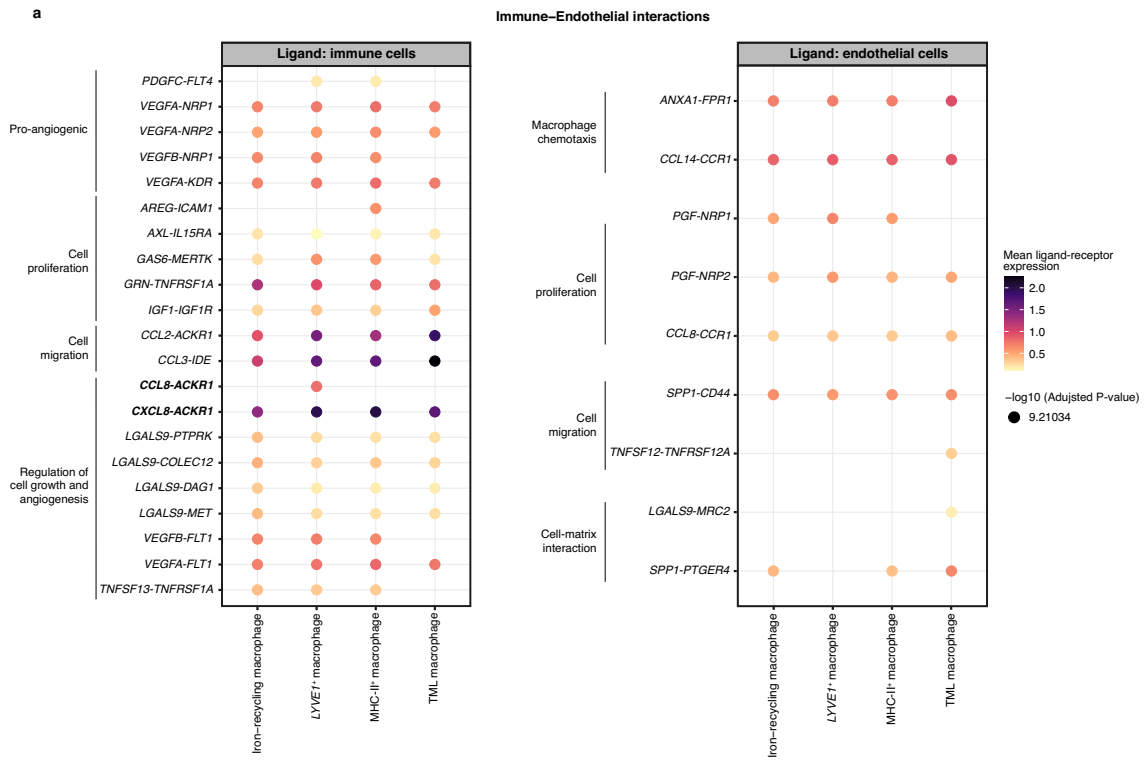 a
Immune–Endothelial interactions
Ligand: immune cells
Pro-angiogenic
PDGFC-FLT4
VEGFA-NRP1
VEGFA-NRP2
VEGFB-NRP1
VEGFA-KDR
Cell
proliferation
AREG-ICAM1
AXL-IL15RA
GAS6-MERTK
GRN-TNFRSF1A
IGF1-IGF1R
Cell
migration
CCL2-ACKR1
CCL3-IDE
Regulation of
cell growth and
angiogenesis
CCL8-ACKR1
CXCL8-ACKR1
LGALS9-PTPRK
LGALS9-COLEC12
LGALS9-DAG1
LGALS9-MET
VEGFB-FLT1
VEGFA-FLT1
TNFSF13-TNFRSF1A
Iron–recycling macrophage
LYVE1⁺ macrophage
MHC-II⁺ macrophage
TML macrophage
Ligand: endothelial cells
Macrophage
chemotaxis
ANXA1-FPR1
CCL14-CCR1
Cell
proliferation
PGF-NRP1
PGF-NRP2
CCL8-CCR1
Cell
migration
SPP1-CD44
TNFSF12-TNFRSF12A
Cell-matrix
interaction
LGALS9-MRC2
SPP1-PTGER4
Iron–recycling macrophage
LYVE1⁺ macrophage
MHC-II⁺ macrophage
TML macrophage
Mean ligand-receptor
expression
2.0
1.5
1.0
0.5
−log10 (Adujsted P-value)
9.21034